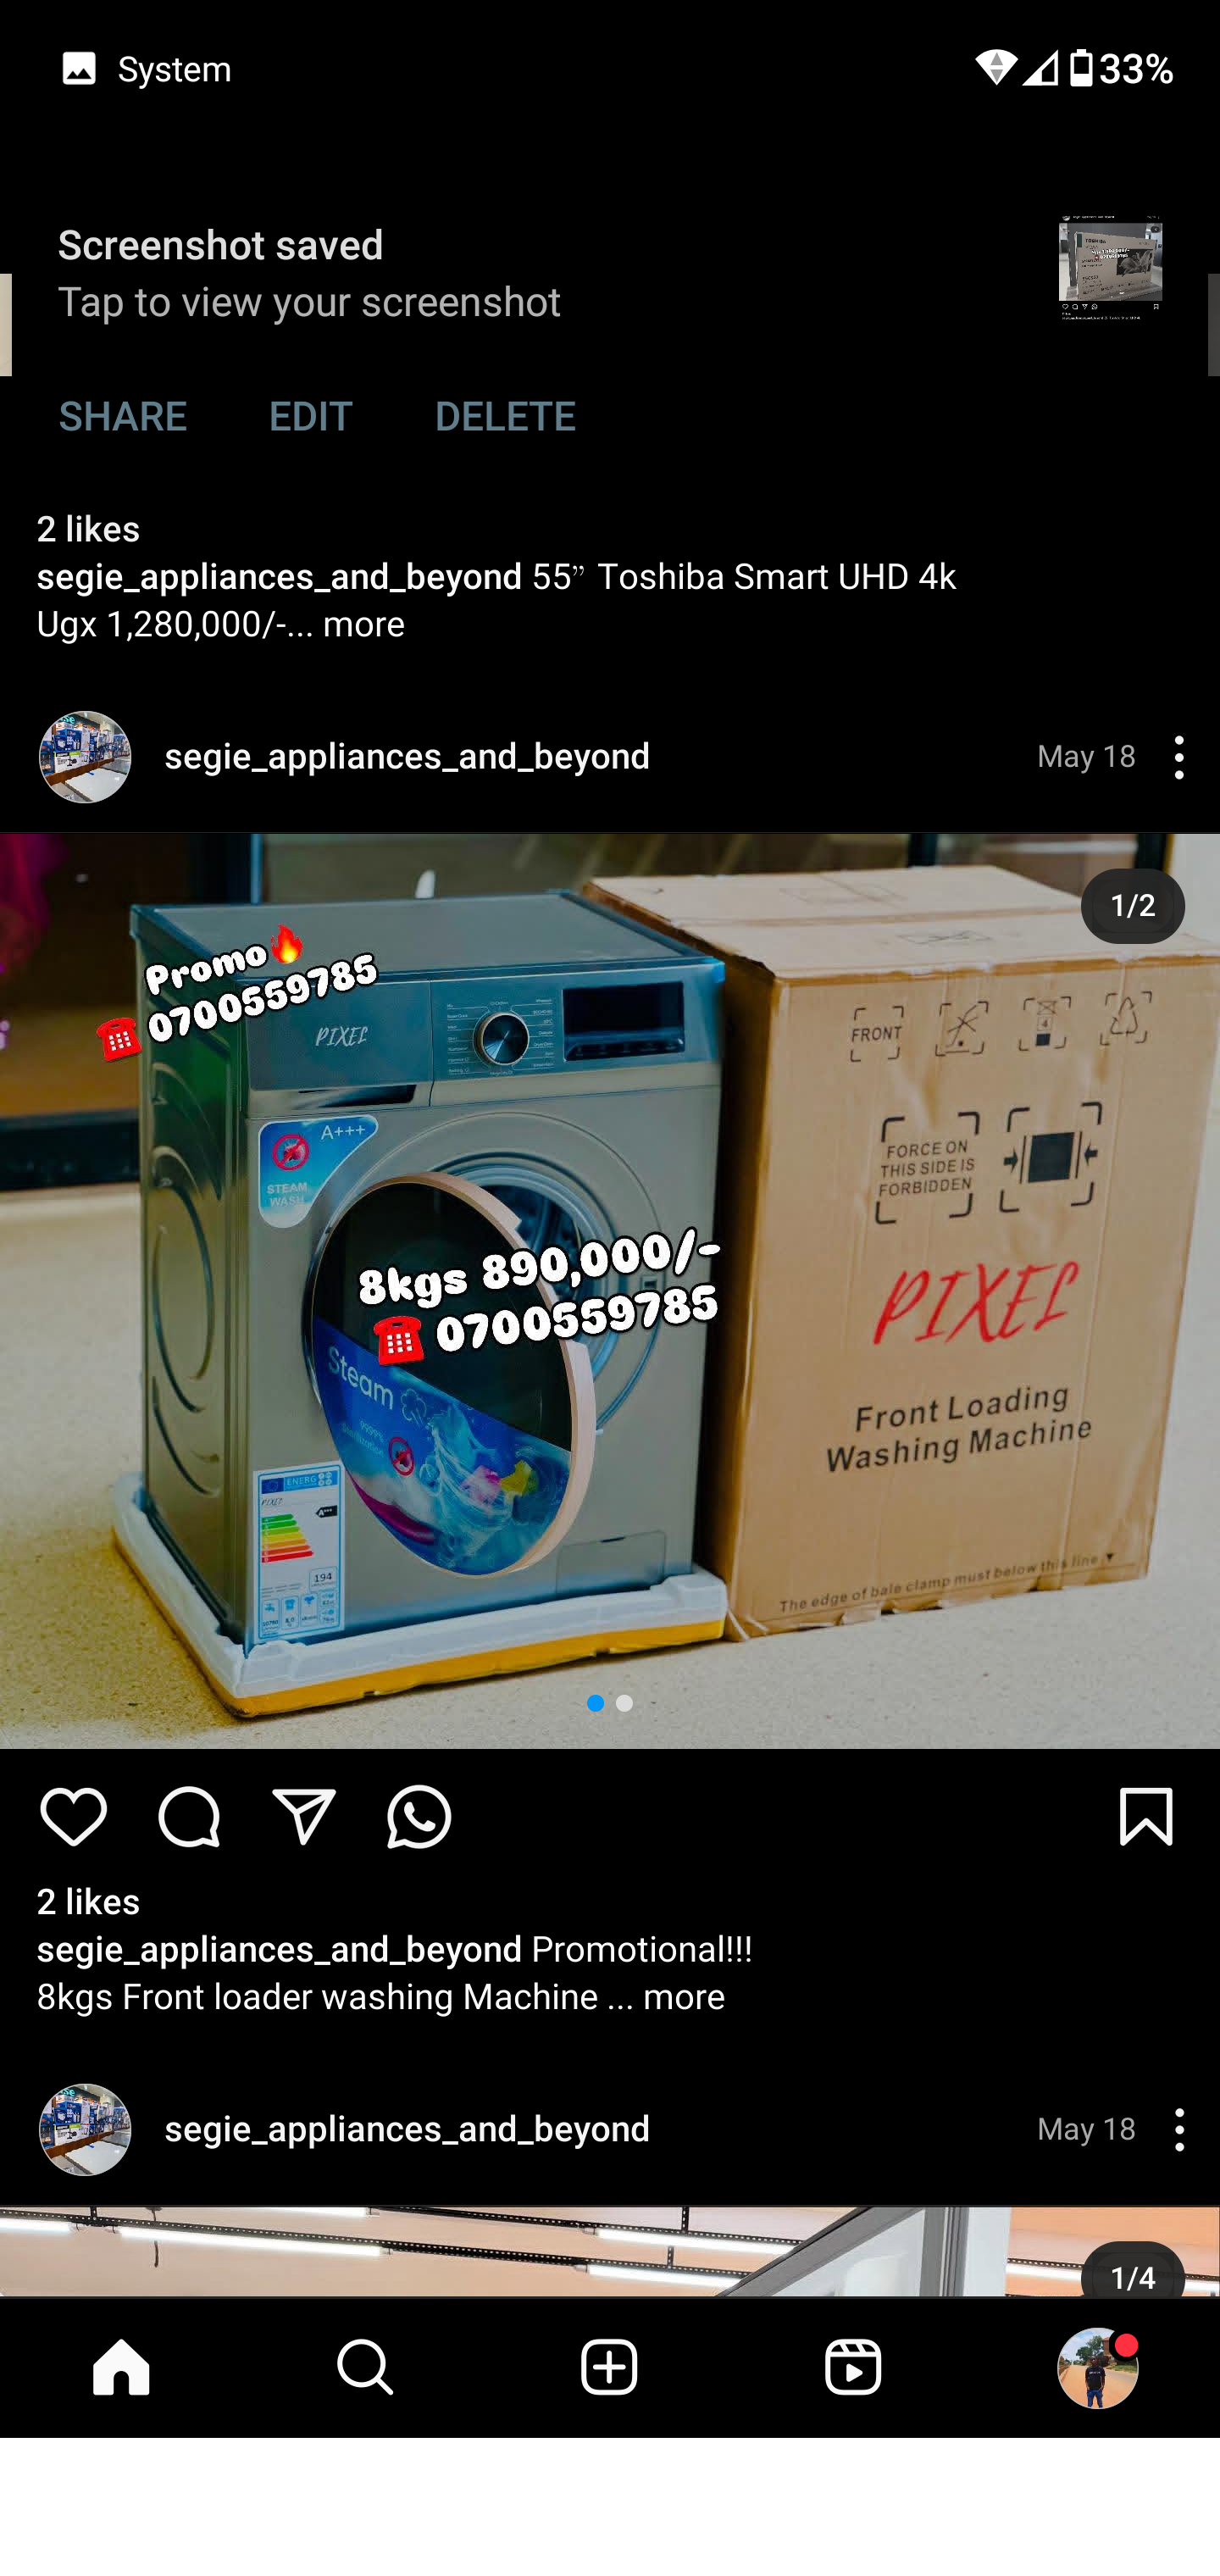 System
33%
Screenshot saved
Tap to view your screenshot
SHARE EDIT DELETE
2 likes
segie_appliances_and_beyond 55” Toshiba Smart UHD 4k
Ugx 1,280,000/-... more
segie_appliances_and_beyond May 18
1/2
Promo🔥
☎️ 0700559785
PIXEL
A+++
STEAM
WASH
8kgs 890,000/-
☎️ 0700559785
Steam
ENERG
PIXEL
194
FRONT
4
FORCE ON
THIS SIDE IS
FORBIDDEN
PIXEL
Front Loading
Washing Machine
The edge of bale clamp must below this line
2 likes
segie_appliances_and_beyond Promotional!!!
8kgs Front loader washing Machine ... more
segie_appliances_and_beyond May 18
1/4